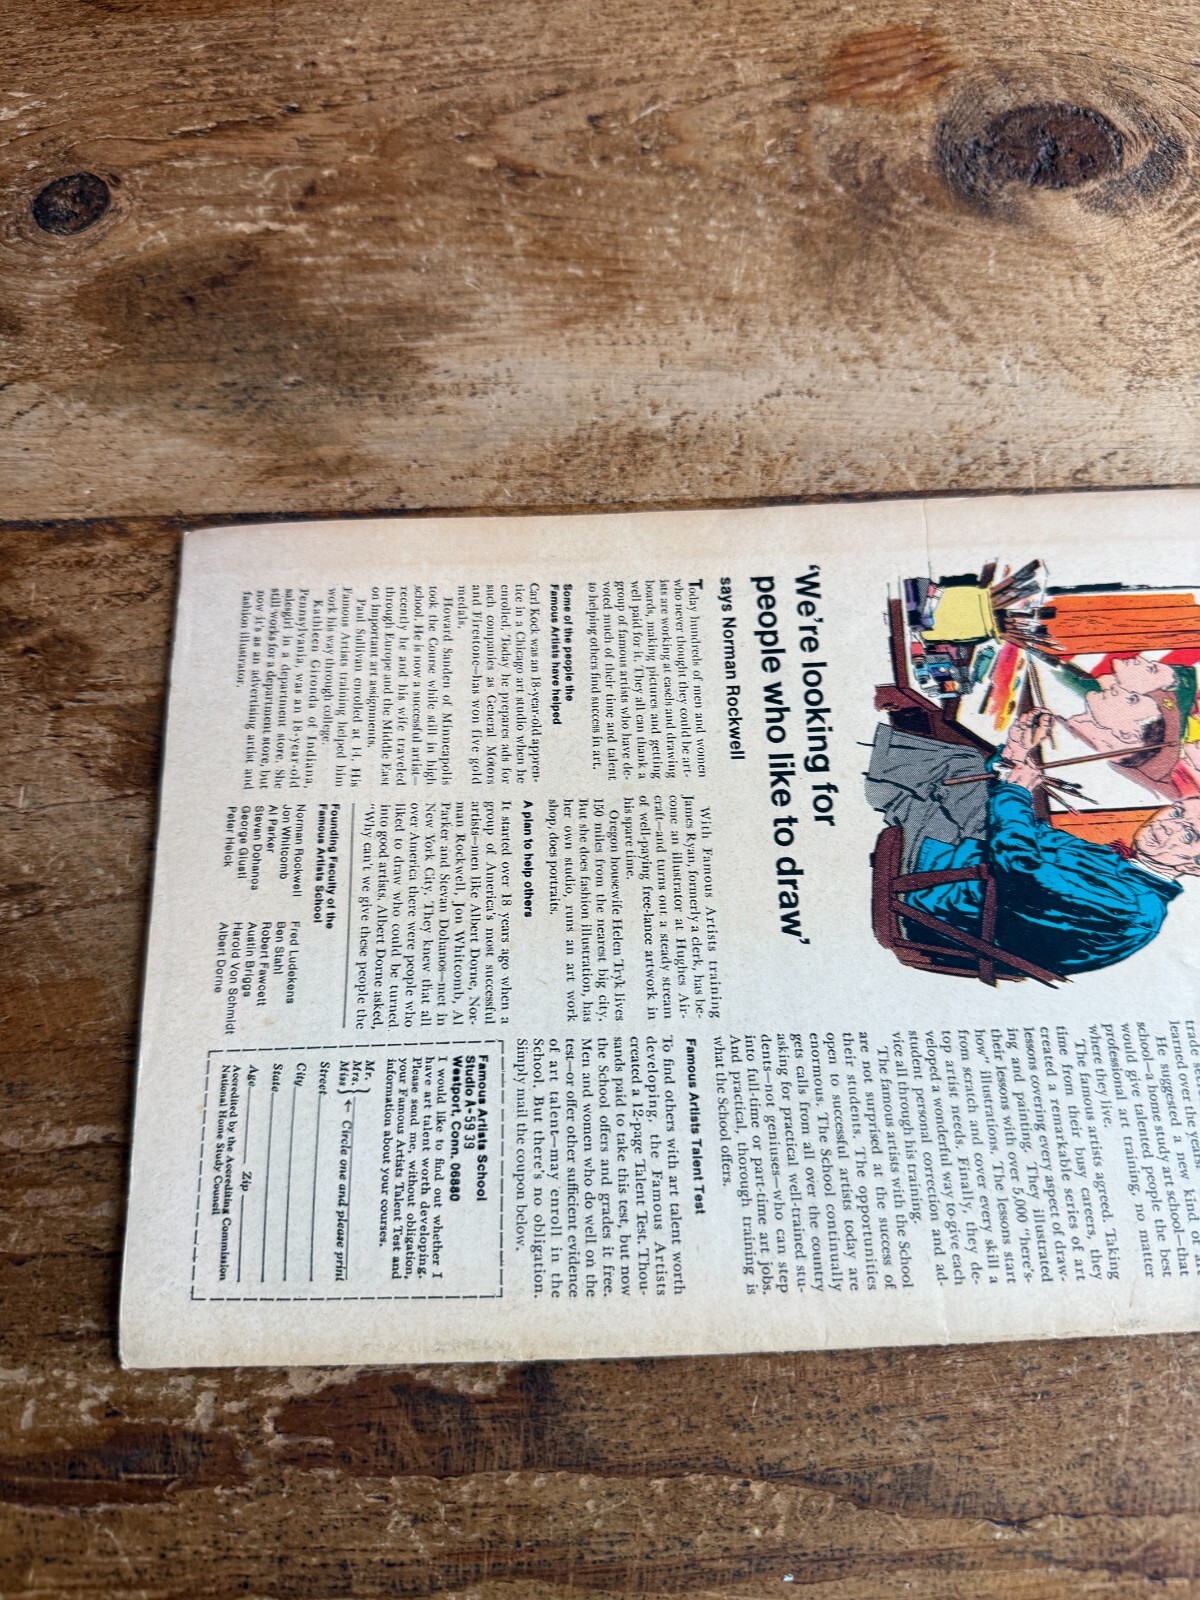 ‘We’re looking for
people who like to draw’
says Norman Rockwell
Today hundreds of men and women
who never thought they could be art-
ists are working at easels and drawing
boards, making pictures and getting
well paid for it. They all can thank a
group of famous artists who have de-
voted much of their time and talent
to helping others find success in art.
Some of the people the
Famous Artists have helped
Carl Kock was an 18-year-old appren-
tice in a Chicago art studio when he
enrolled. Today he prepares ads for
such companies as General Motors
and Firestone—has won five gold
medals.
Howard Sanden of Minneapolis
took the Course while still in high
school. He is now a successful artist—
recently he and his wife traveled
through Europe and the Middle East
on important art assignments.
Paul Sullivan enrolled at 14. His
Famous Artists training helped him
work his way through college.
Kathleen Gironda of Indiana,
Pennsylvania, was an 18-year-old
salesgirl in a department store. She
still works for a department store, but
now it’s as an advertising artist and
fashion illustrator.
With Famous Artists training
James Ryan, formerly a clerk, has be-
come an illustrator at Hughes Air-
craft—and turns out a steady stream
of well-paying free-lance artwork in
his spare time.
Oregon housewife Helen Tryk lives
150 miles from the nearest big city.
But she does fashion illustration, has
her own studio, runs an art work
shop, does portraits.
A plan to help others
It started over 18 years ago when a
group of America’s most successful
artists—men like Albert Dorne, Nor-
man Rockwell, Jon Whitcomb, Al
Parker and Stevan Dohanos—met in
New York City. They knew that all
over America there were people who
liked to draw who could be turned
into good artists. Albert Dorne asked,
“Why can’t we give these people the
Founding Faculty of the
Famous Artists School
Norman Rockwell
Jon Whitcomb
Al Parker
Stevan Dohanos
George Giusti
Peter Helck
Fred Ludekens
Ben Stahl
Robert Fawcett
Austin Briggs
Harold Von Schmidt
Albert Dorne
trade
learned over the years
He suggested a new kind of art
school—a home study art school—that
would give talented people the best
professional art training, no matter
where they live.
The famous artists agreed. Taking
time from their busy careers, they
created a remarkable series of art
lessons covering every aspect of draw-
ing and painting. They illustrated
their lessons with over 5,000 “here’s-
how” illustrations. The lessons start
from scratch and cover every skill a
top artist needs. Finally, they de-
veloped a wonderful way to give each
student personal correction and ad-
vice all through his training.
The famous artists with the School
are not surprised at the success of
their students. The opportunities
open to successful artists today are
enormous. The School continually
gets calls from all over the country
asking for practical well-trained stu-
dents—not geniuses—who can step
into full-time or part-time art jobs.
And practical, thorough training is
what the School offers.
Famous Artists Talent Test
To find others with art talent worth
developing, the Famous Artists
created a 12-page Talent Test. Thou-
sands paid to take this test, but now
the School offers and grades it free.
Men and women who do well on the
test—or offer other sufficient evidence
of art talent—may enroll in the
School. But there’s no obligation.
Simply mail the coupon below.
Famous Artists School
Studio A-5939
Westport, Conn. 06880
I would like to find out whether I
have art talent worth developing.
Please send me, without obligation,
your Famous Artists Talent Test and
information about your courses.
Mr.
Mrs. ← Circle one and please print
Miss
Street
City
State
Age Zip
Accredited by the Accrediting Commission
National Home Study Council